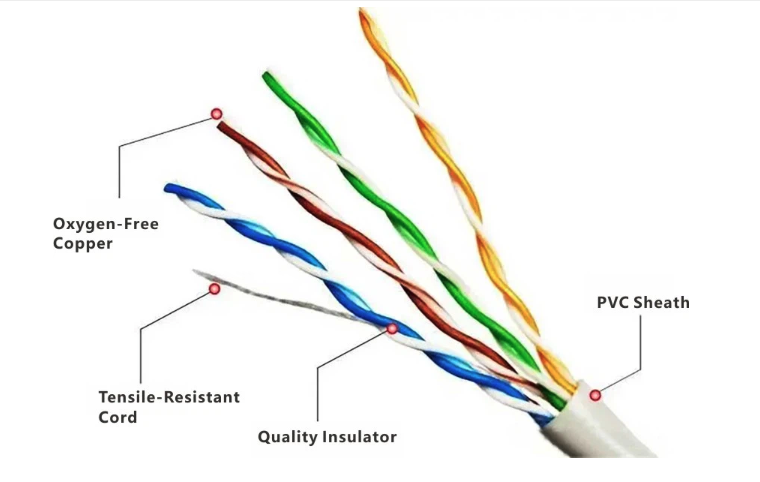 Oxygen-Free
Copper
PVC Sheath
Tensile-Resistant
Cord
Quality Insulator